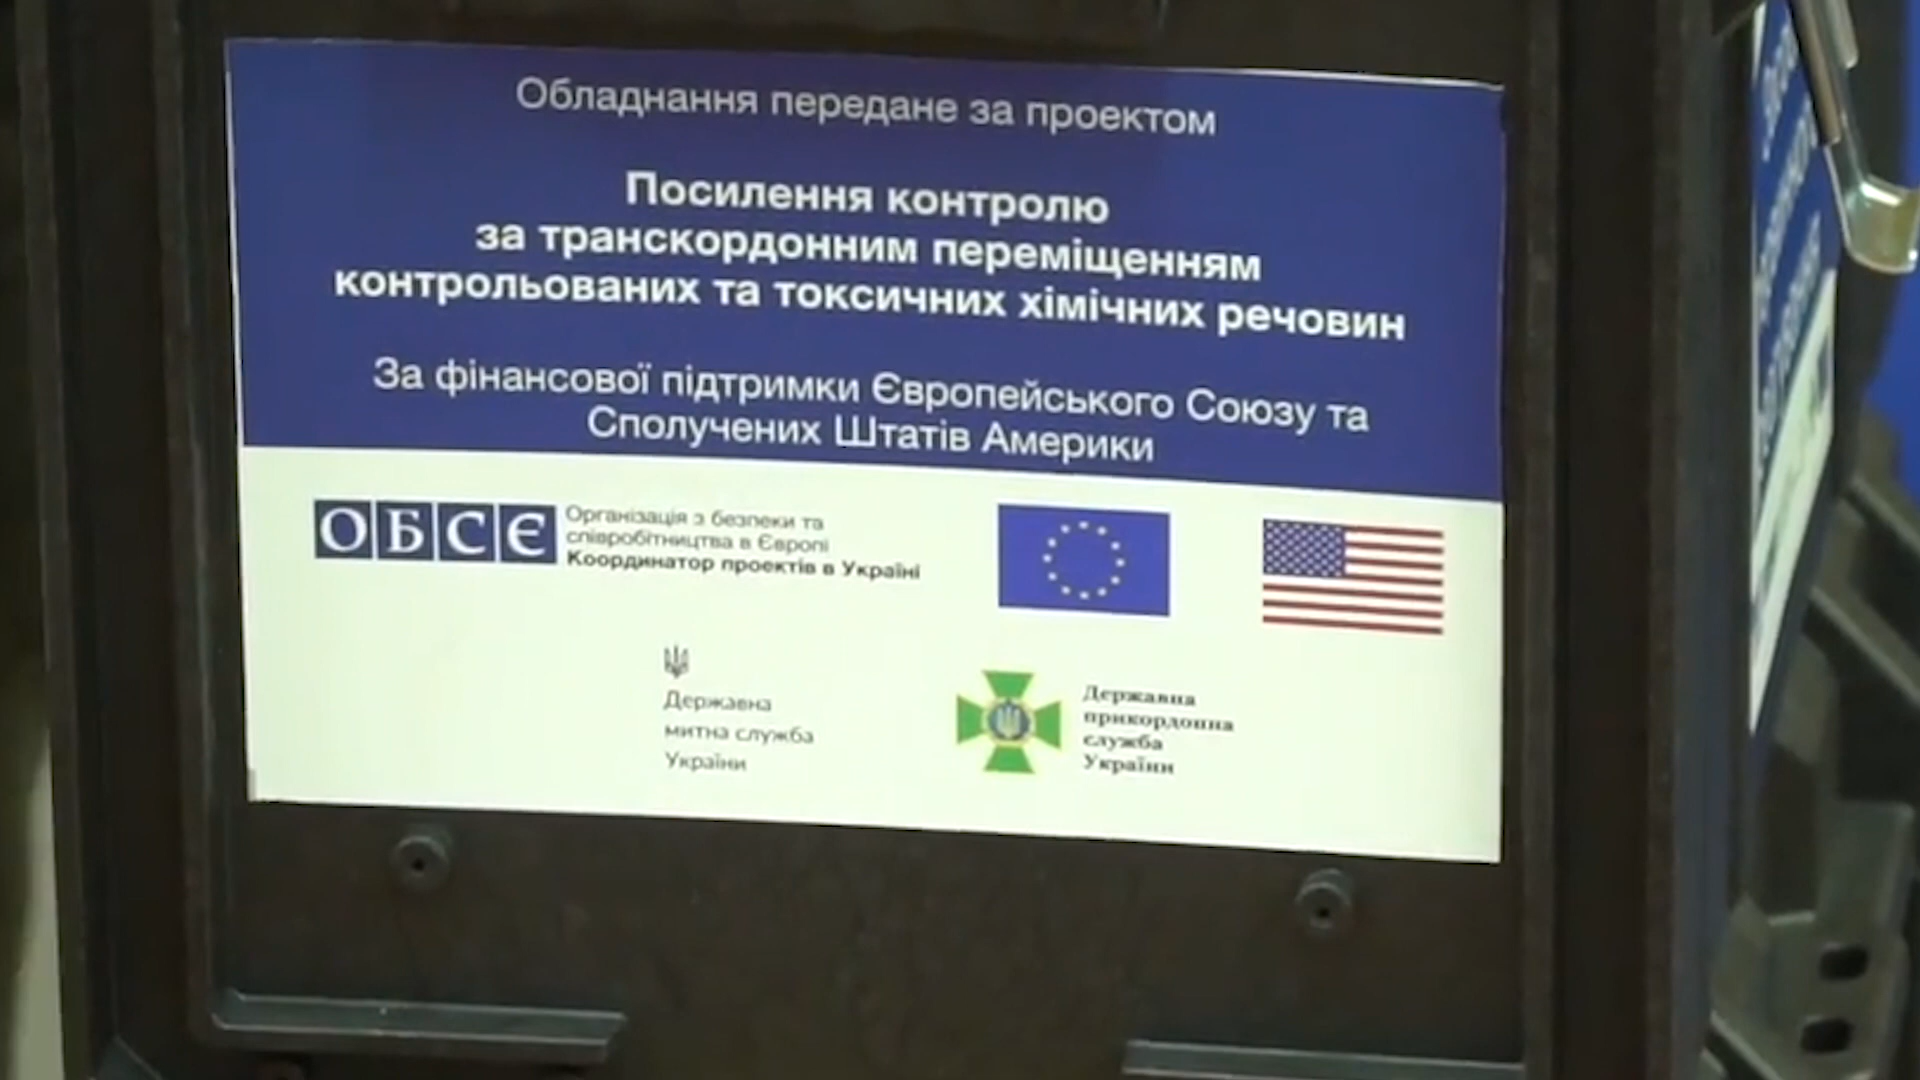 Обладнання передане за проектом
Посилення контролю
за транскордонним переміщенням
контрольованих та токсичних хімічних речовин
За фінансової підтримки Європейського Союзу та
Сполучених Штатів Америки
ОБСЄ
Організація з безпеки та
співробітництва в Європі
Координатор проектів в Україні
Державна
митна служба
України
Державна
прикордонна
служба
України